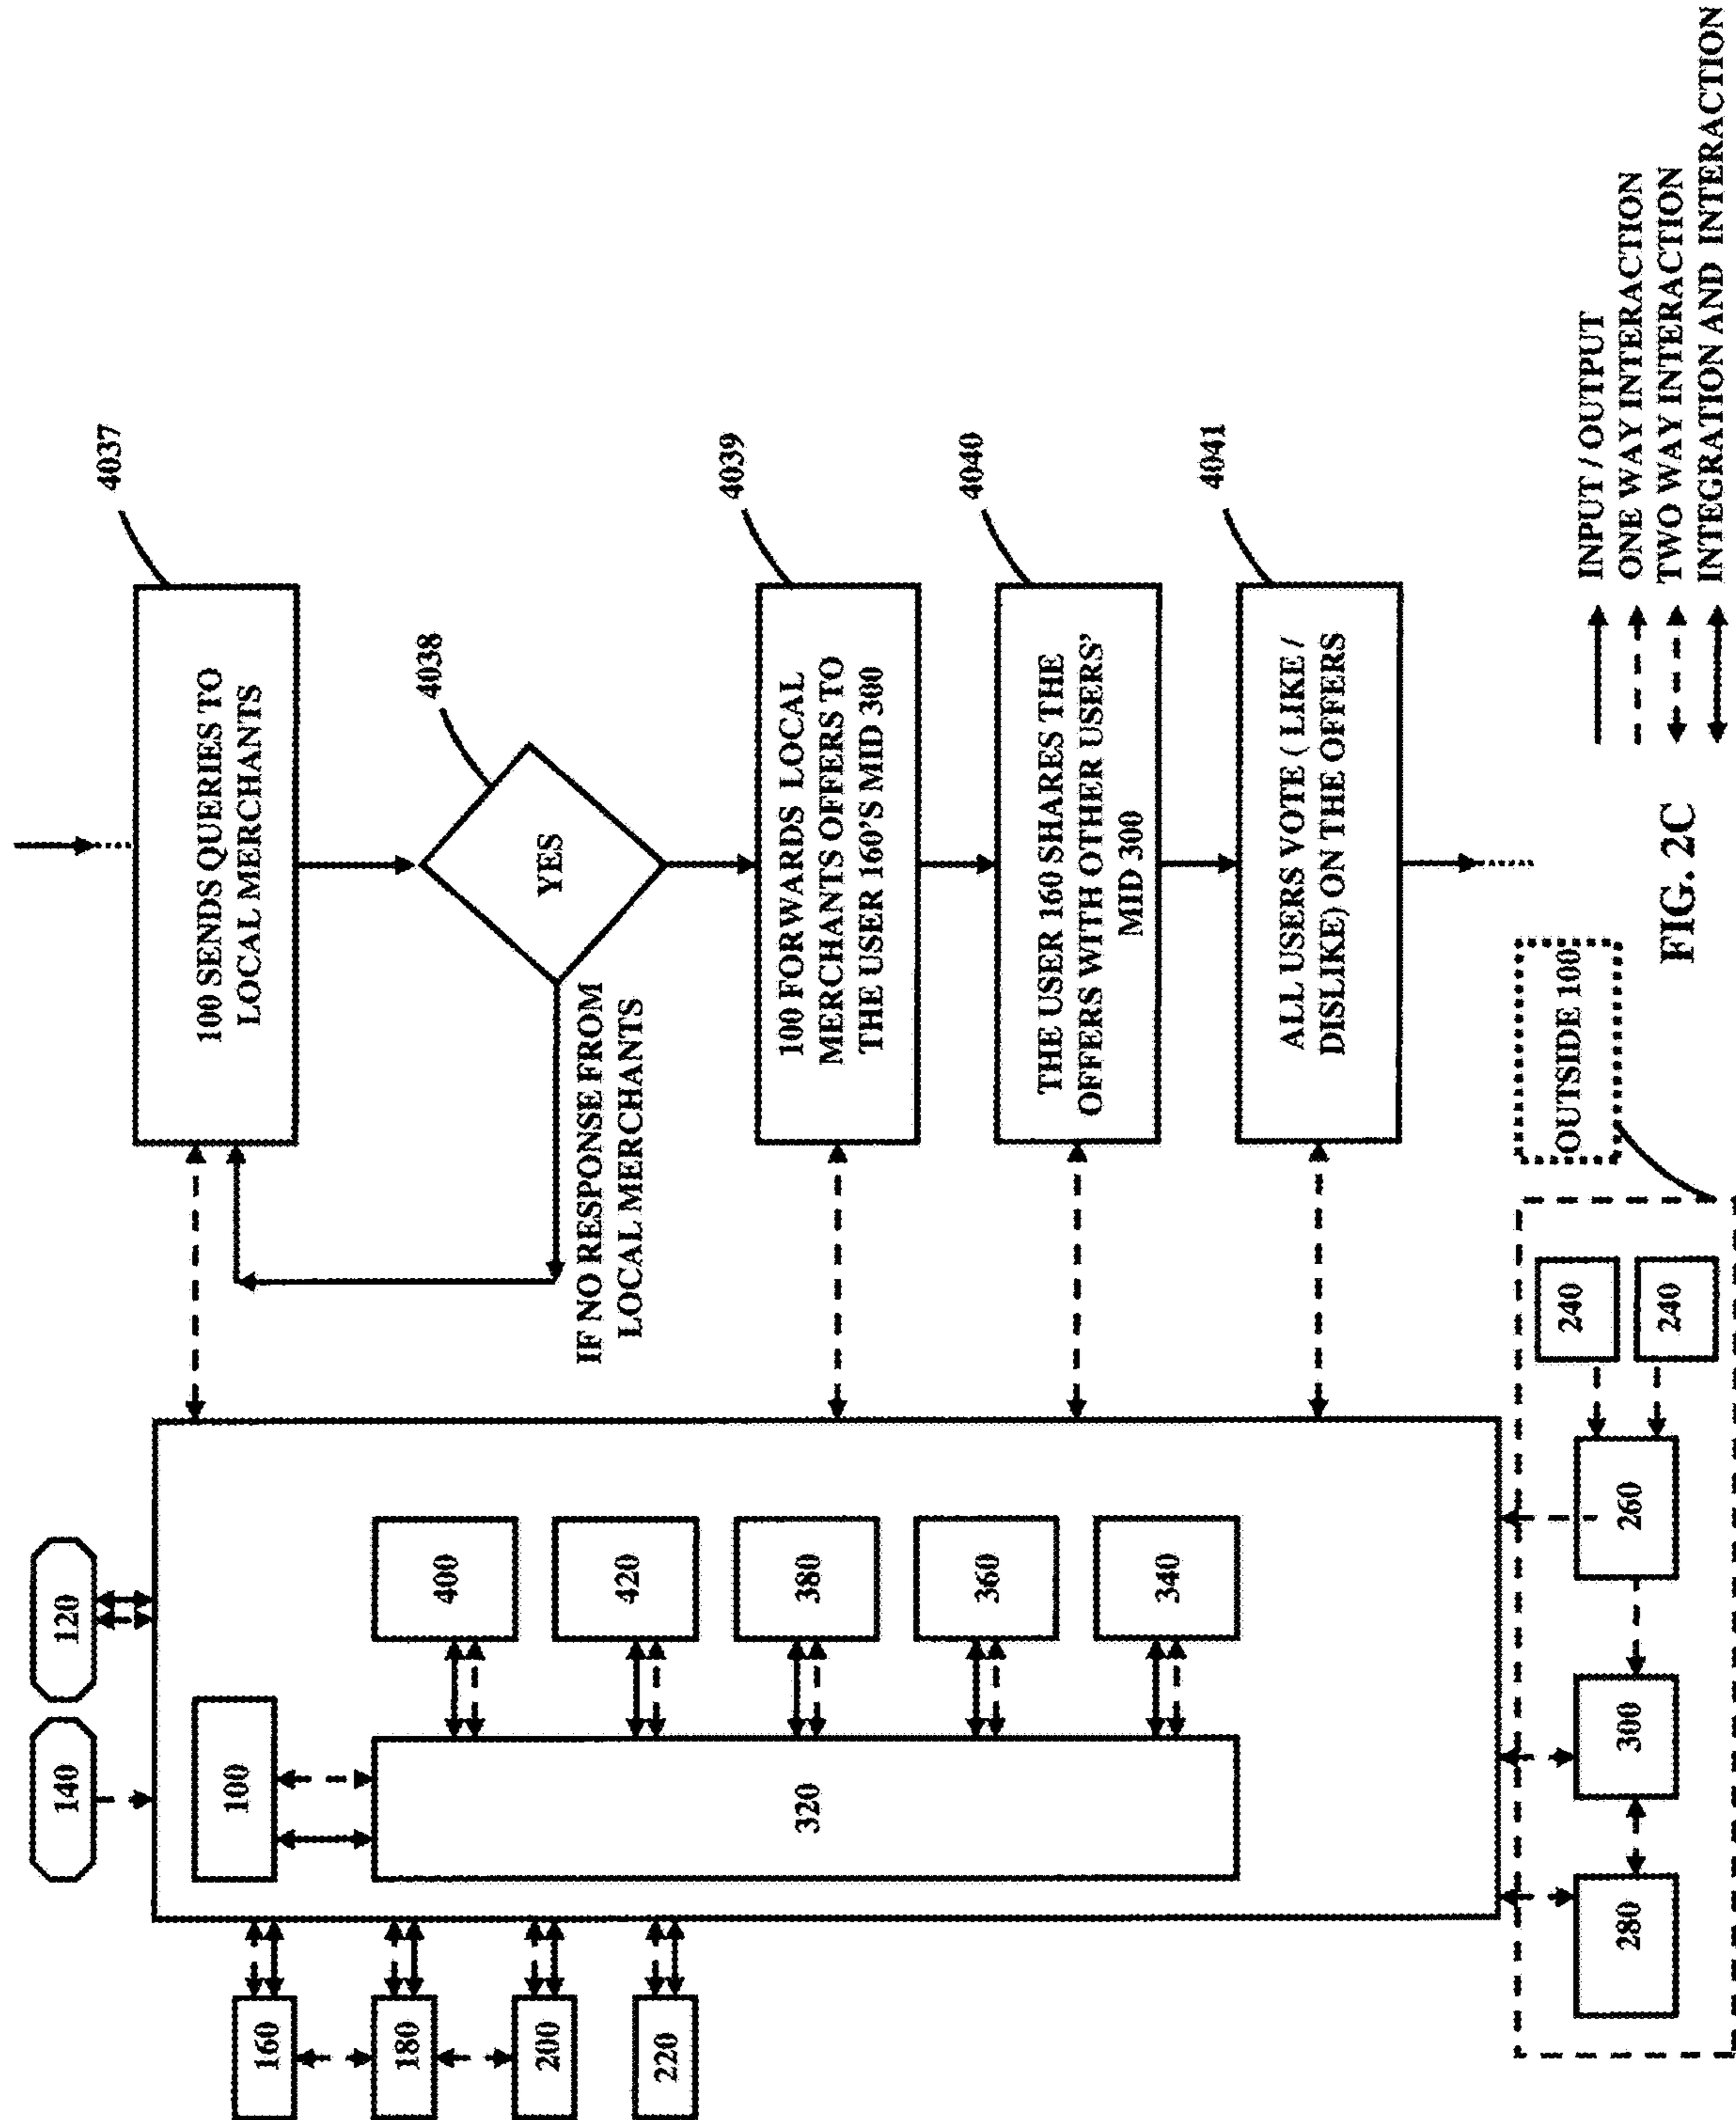 140
120
160
180
200
220
100
320
400
420
380
360
340
4037
100 SENDS QUERIES TO
LOCAL MERCHANTS
4038
YES
IF NO RESPONSE FROM
LOCAL MERCHANTS
4039
100 FORWARDS LOCAL
MERCHANTS OFFERS TO
THE USER 160'S MID 300
4040
THE USER 160 SHARES THE
OFFERS WITH OTHER USERS'
MID 300
4041
ALL USERS VOTE ( LIKE /
DISLIKE) ON THE OFFERS
280
300
260
240
240
OUTSIDE 100
INPUT / OUTPUT
ONE WAY INTERACTION
TWO WAY INTERACTION
INTEGRATION AND INTERACTION
FIG. 2C